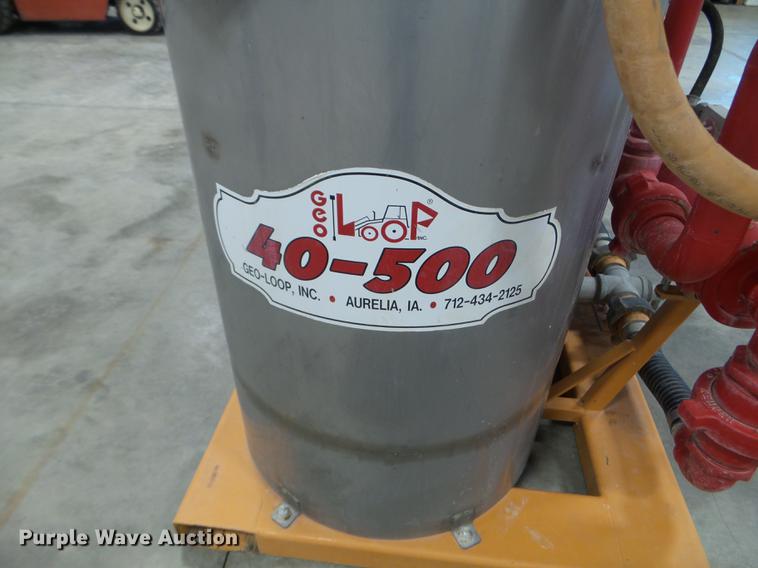 GEO LOOP ®
INC.
40-500
GEO-LOOP, INC. • AURELIA, IA. • 712-434-2125
Purple Wave Auction